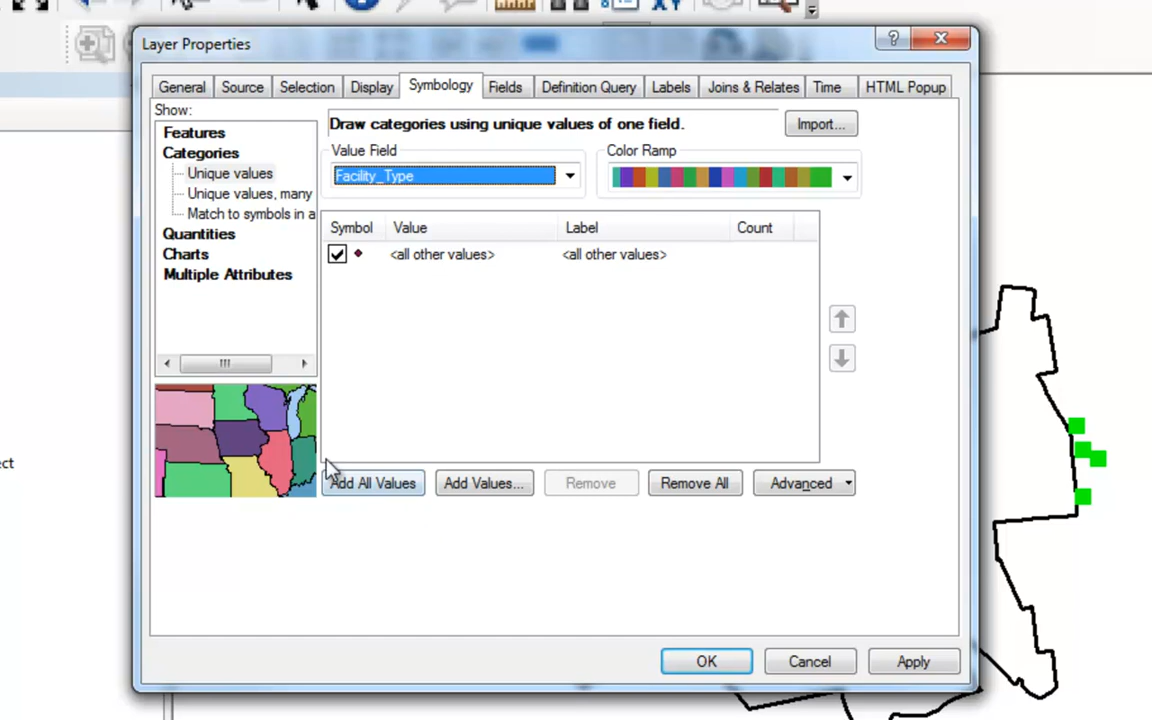 Layer Properties
General Source Selection Display Symbology Fields Definition Query Labels Joins & Relates Time HTML Popup
Show:
Features
Categories
Unique values
Unique values, many
Match to symbols in a
Quantities
Charts
Multiple Attributes
Draw categories using unique values of one field.
Import...
Value Field
Facility_Type
Color Ramp
Symbol Value Label Count
<all other values> <all other values>
Add All Values Add Values... Remove Remove All Advanced
OK Cancel Apply
ect